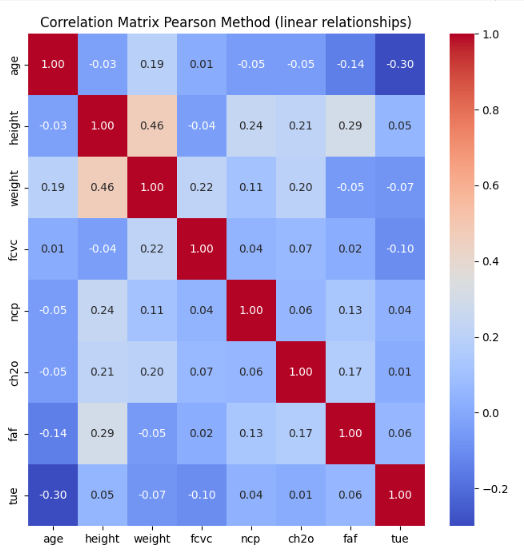 Correlation Matrix Pearson Method (linear relationships)
age 1.00 -0.03 0.19 0.01 -0.05 -0.05 -0.14 -0.30
height -0.03 1.00 0.46 -0.04 0.24 0.21 0.29 0.05
weight 0.19 0.46 1.00 0.22 0.11 0.20 -0.05 -0.07
fcvc 0.01 -0.04 0.22 1.00 0.04 0.07 0.02 -0.10
ncp -0.05 0.24 0.11 0.04 1.00 0.06 0.13 0.04
ch2o -0.05 0.21 0.20 0.07 0.06 1.00 0.17 0.01
faf -0.14 0.29 -0.05 0.02 0.13 0.17 1.00 0.06
tue -0.30 0.05 -0.07 -0.10 0.04 0.01 0.06 1.00
age height weight fcvc ncp ch2o faf tue
1.0
0.8
0.6
0.4
0.2
0.0
−0.2